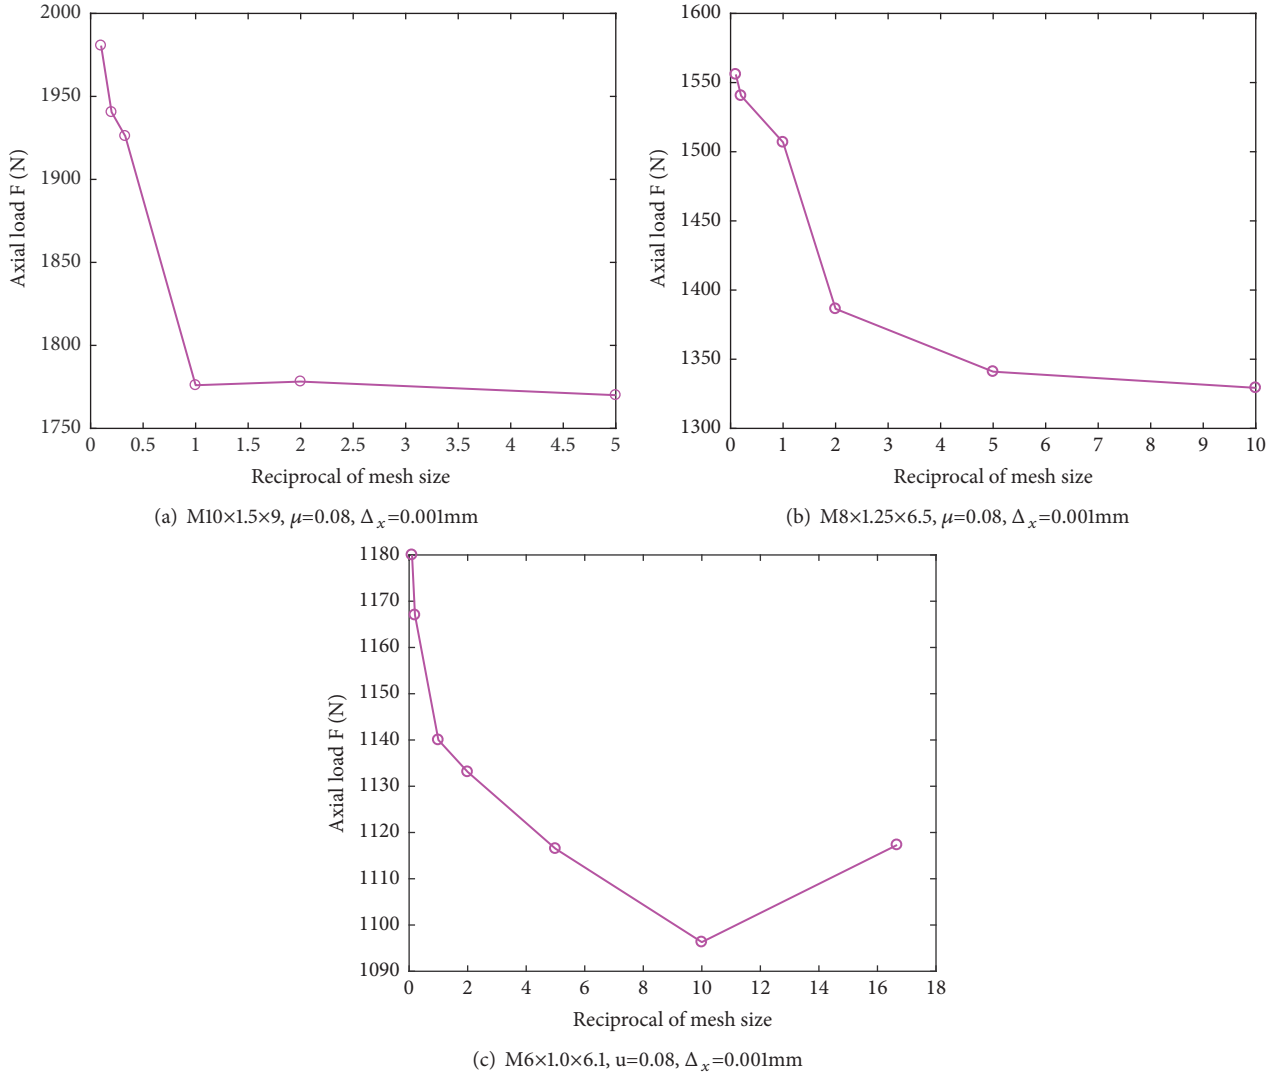 2000
1950
1900
1850
1800
1750
Axial load F (N)
0 0.5 1 1.5 2 2.5 3 3.5 4 4.5 5
Reciprocal of mesh size
(a) M10×1.5×9, μ=0.08, Δx=0.001mm
1600
1550
1500
1450
1400
1350
1300
Axial load F (N)
0 1 2 3 4 5 6 7 8 9 10
Reciprocal of mesh size
(b) M8×1.25×6.5, μ=0.08, Δx=0.001mm
1180
1170
1160
1150
1140
1130
1120
1110
1100
1090
Axial load F (N)
0 2 4 6 8 10 12 14 16 18
Reciprocal of mesh size
(c) M6×1.0×6.1, u=0.08, Δx=0.001mm